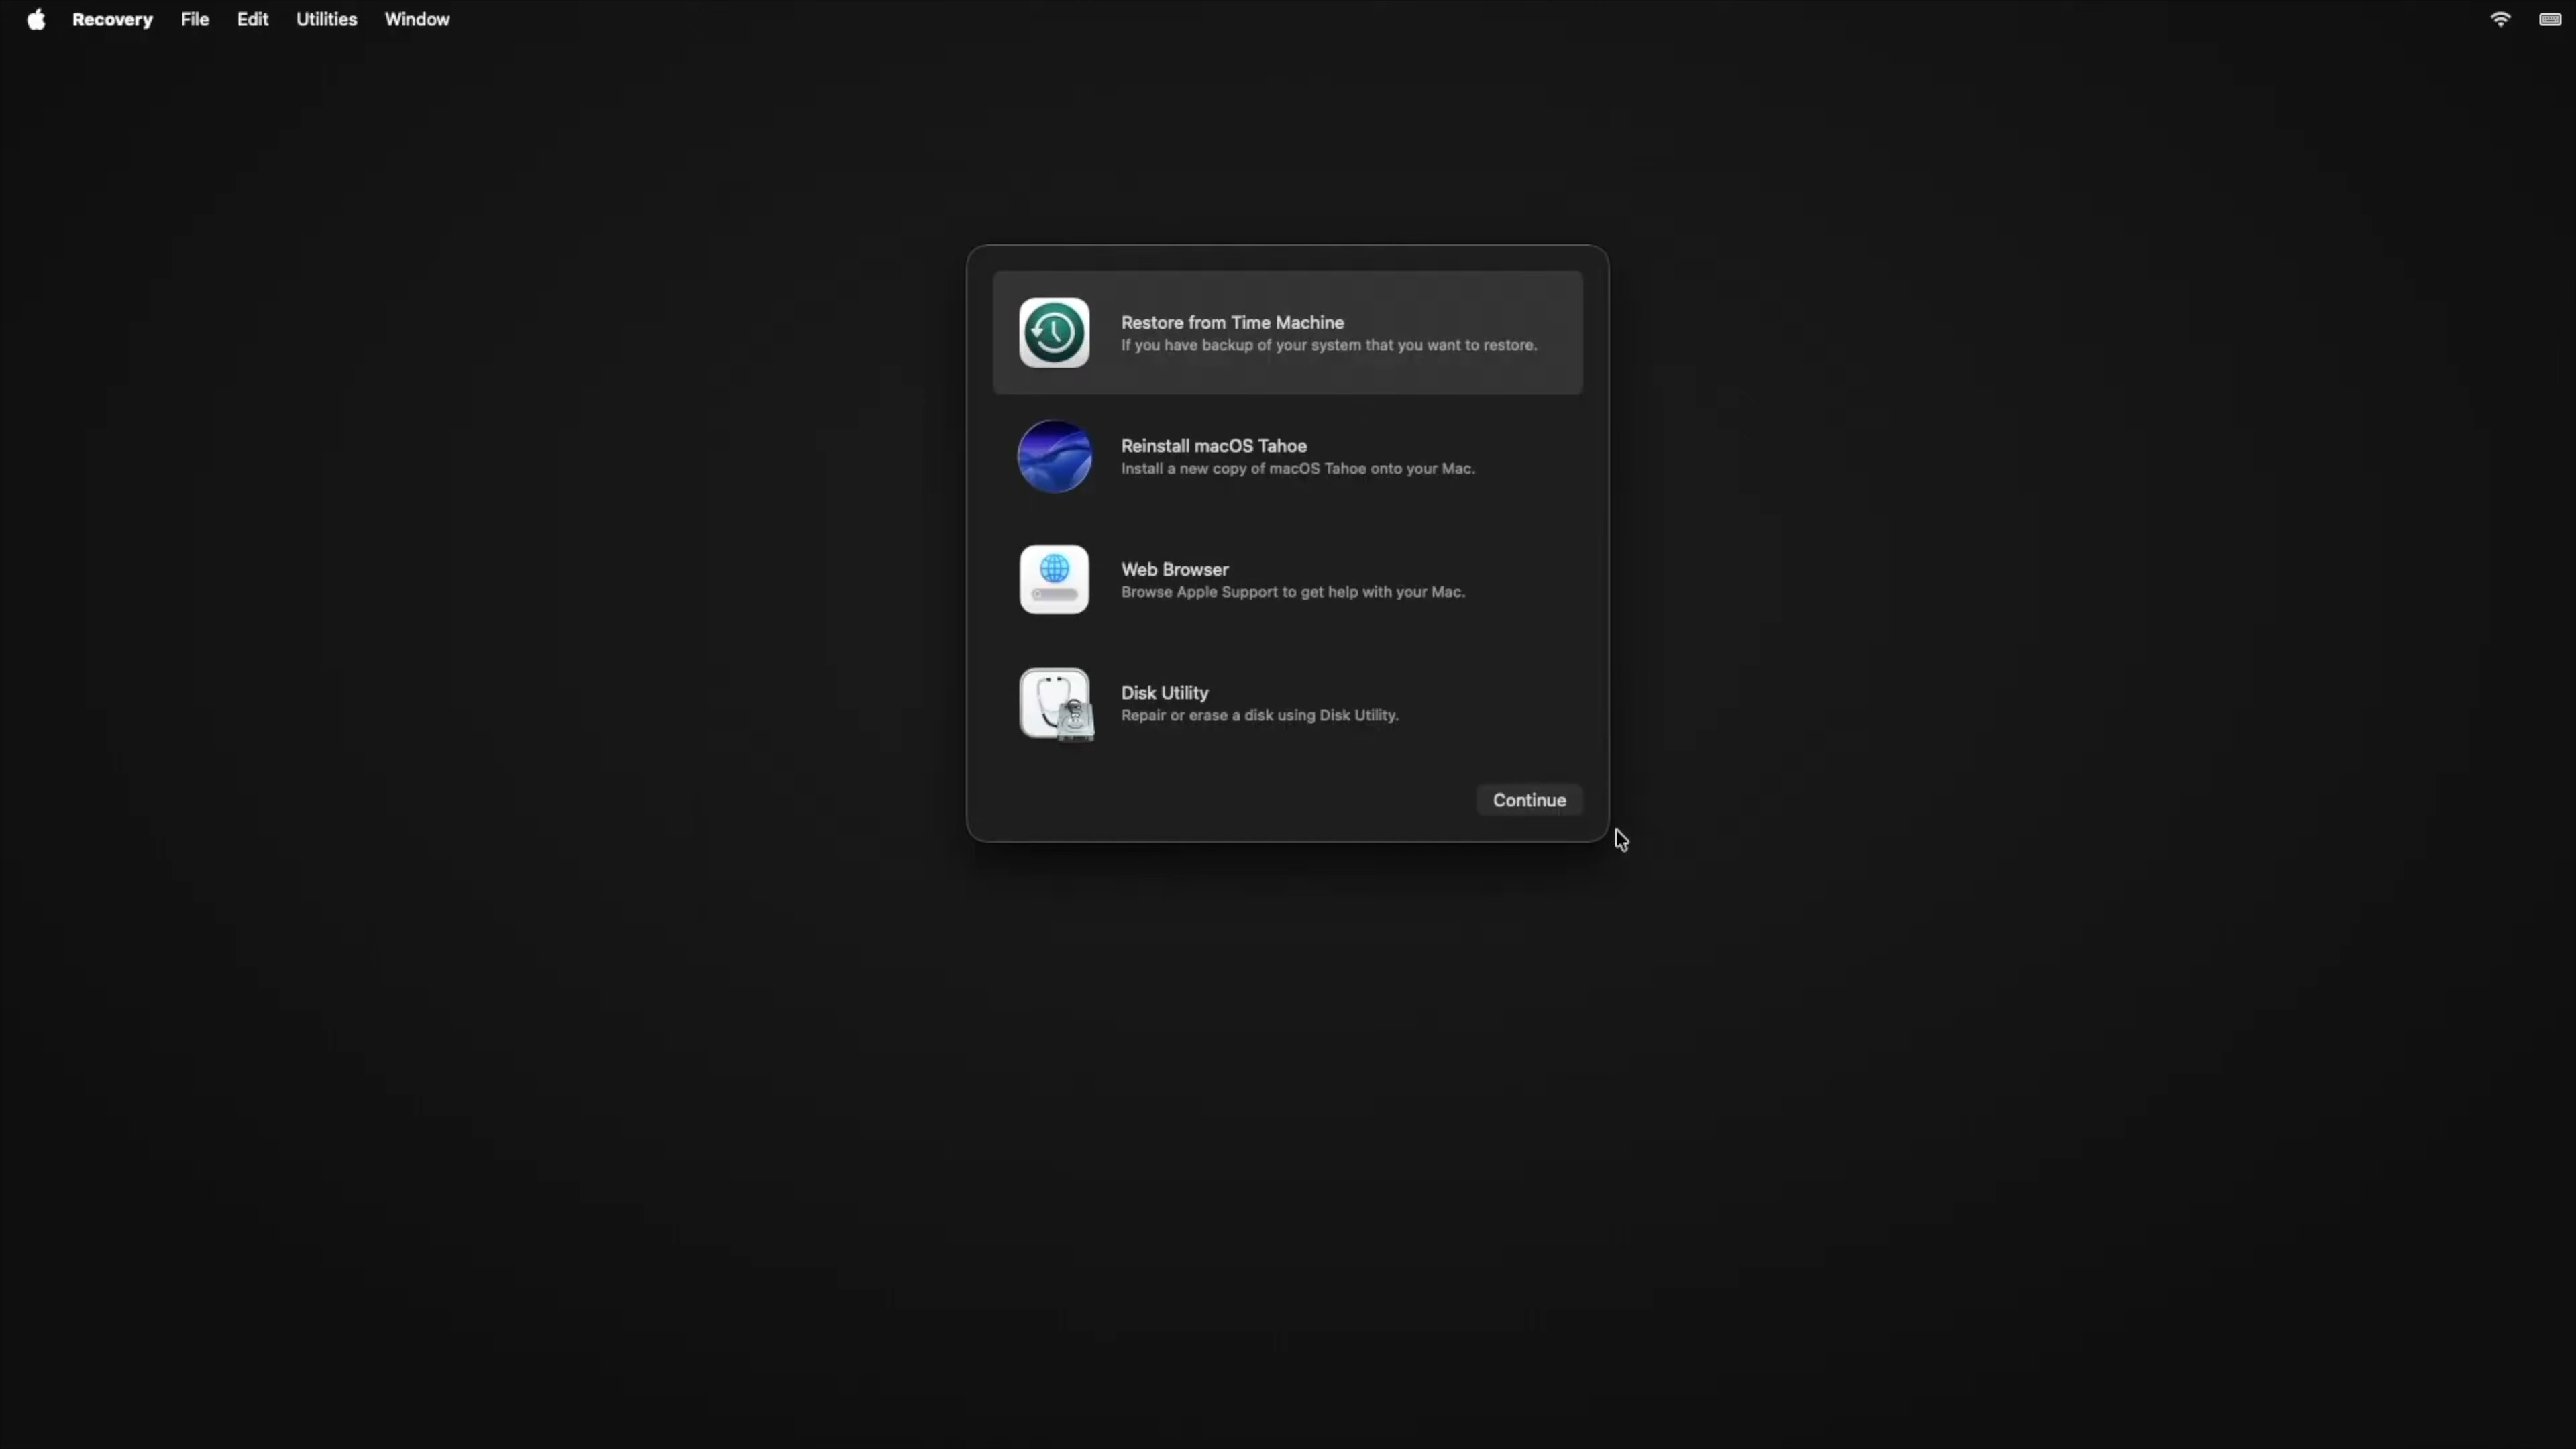 Recovery File Edit Utilities Window
Restore from Time Machine
If you have backup of your system that you want to restore.
Reinstall macOS Tahoe
Install a new copy of macOS Tahoe onto your Mac.
Web Browser
Browse Apple Support to get help with your Mac.
Disk Utility
Repair or erase a disk using Disk Utility.
Continue